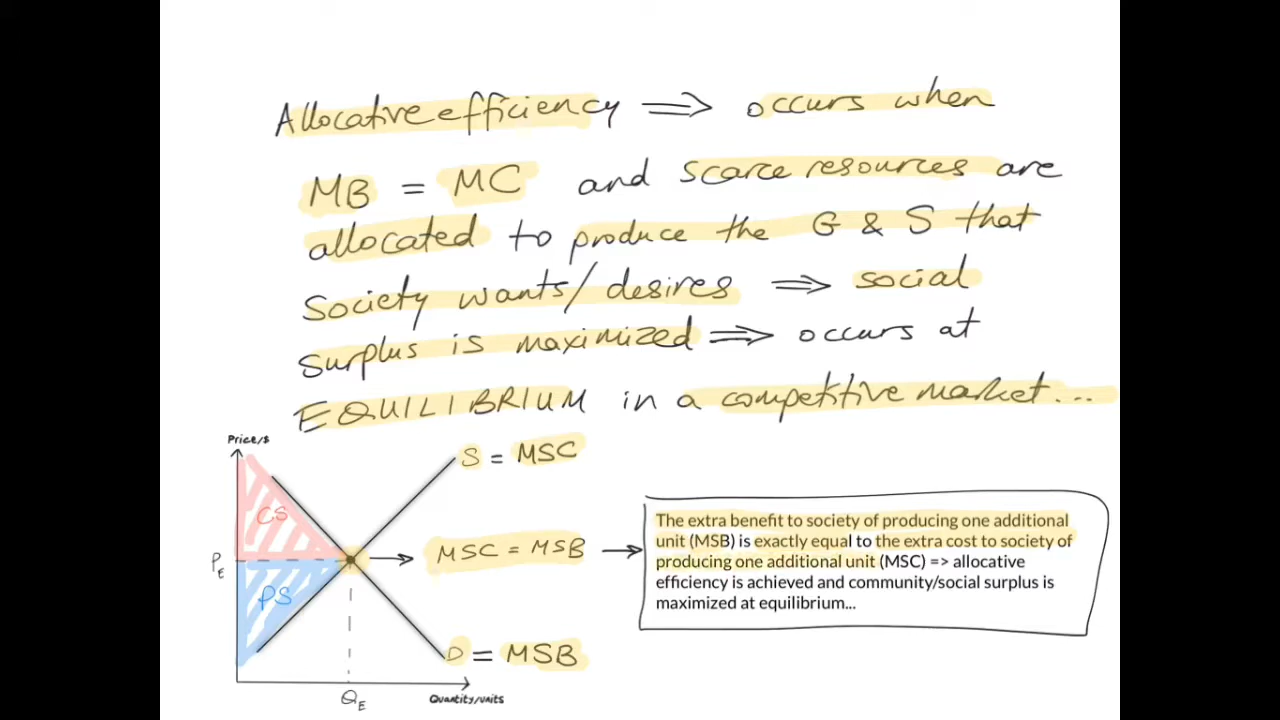 Allocative efficiency ⟹ occurs when
MB = MC and scarce resources are
allocated to produce the G & S that
society wants/desires ⟹ social
surplus is maximized ⟹ occurs at
EQUILIBRIUM in a competitive market...
Price/$
S = MSC
CS
The extra benefit to society of producing one additional
unit (MSB) is exactly equal to the extra cost to society of
producing one additional unit (MSC) => allocative
efficiency is achieved and community/social surplus is
maximized at equilibrium...
MSC = MSB
PE
PS
D = MSB
QE
Quantity/units